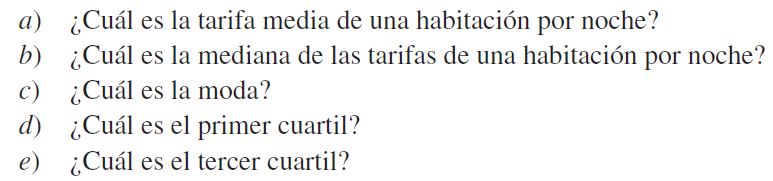 a) ¿Cuál es la tarifa media de una habitación por noche?
b) ¿Cuál es la mediana de las tarifas de una habitación por noche?
c) ¿Cuál es la moda?
d) ¿Cuál es el primer cuartil?
e) ¿Cuál es el tercer cuartil?